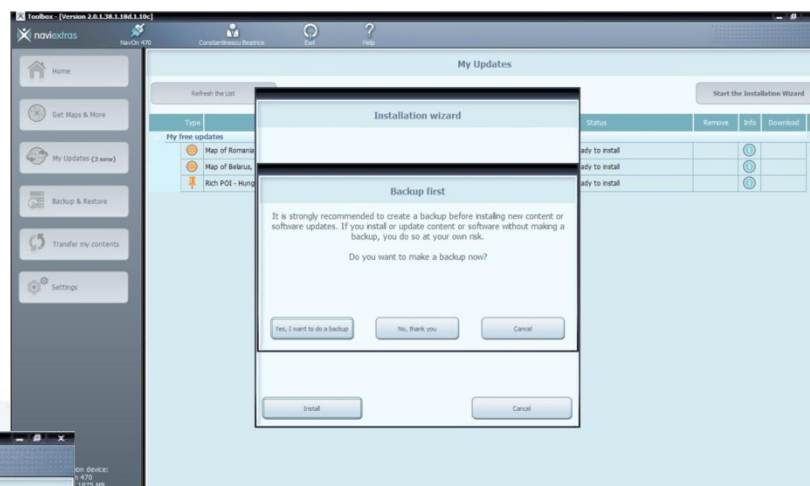 Toolbox - [Version 2.0.1.38.1.18d.1.10c]
naviextras
NavOn 470
Constantinescu Beatrice
Exit
Help
Home
My Updates
Refresh the List
Start the Installation Wizard
Get Maps & More
Installation wizard
Type
Status
Remove
Info
Download
My free updates
Map of Romania
ady to install
My Updates (3 new)
Map of Belarus,
ady to install
Rich POI - Hung
ady to install
Backup first
Backup & Restore
It is strongly recommended to create a backup before installing new content or
software updates. If you install or update content or software without making a
backup, you do so at your own risk.
Transfer my contents
Do you want to make a backup now?
Settings
Yes, I want to do a backup
No, thank you
Cancel
Install
Cancel
on device:
n 470
1875 MB